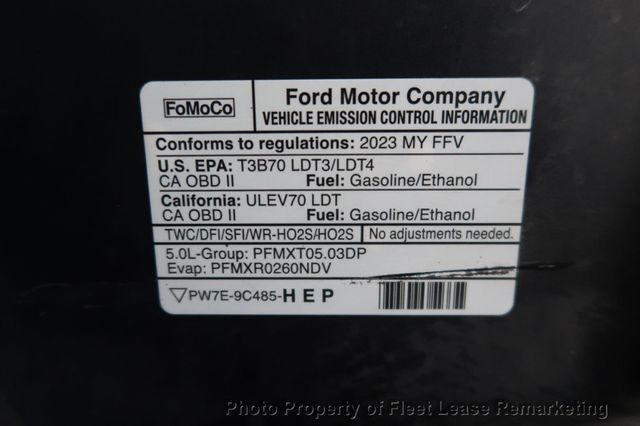 FoMoCo
Ford Motor Company
VEHICLE EMISSION CONTROL INFORMATION
Conforms to regulations: 2023 MY FFV
U.S. EPA: T3B70 LDT3/LDT4
CA OBD II Fuel: Gasoline/Ethanol
California: ULEV70 LDT
CA OBD II Fuel: Gasoline/Ethanol
TWC/DFI/SFI/WR-HO2S/HO2S No adjustments needed.
5.0L-Group: PFMXT05.03DP
Evap: PFMXR0260NDV
PW7E-9C485-HEP
Photo Property of Fleet Lease Remarketing